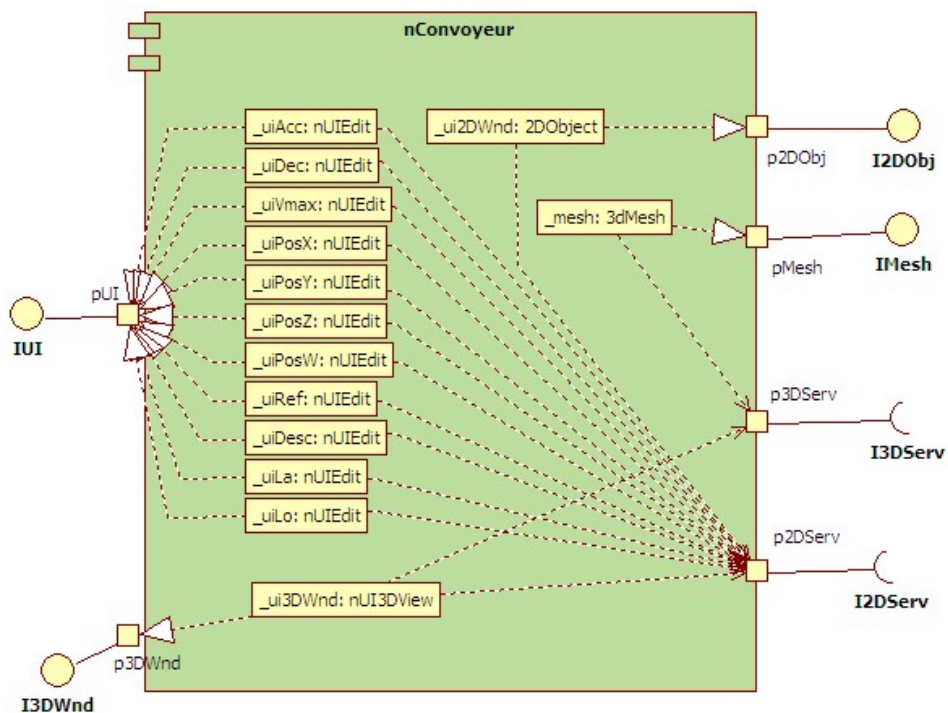 nConvoyeur
_uiAcc: nUIEdit
_ui2DWnd: 2DObject
p2DObj
I2DObj
_uiDec: nUIEdit
_uiVmax: nUIEdit
_mesh: 3dMesh
_uiPosX: nUIEdit
pMesh
IMesh
_uiPosY: nUIEdit
pUI
IUI
_uiPosZ: nUIEdit
_uiPosW: nUIEdit
_uiRef: nUIEdit
p3DServ
I3DServ
_uiDesc: nUIEdit
_uiLa: nUIEdit
_uiLo: nUIEdit
p2DServ
I2DServ
_ui3DWnd: nUI3DView
p3DWnd
I3DWnd